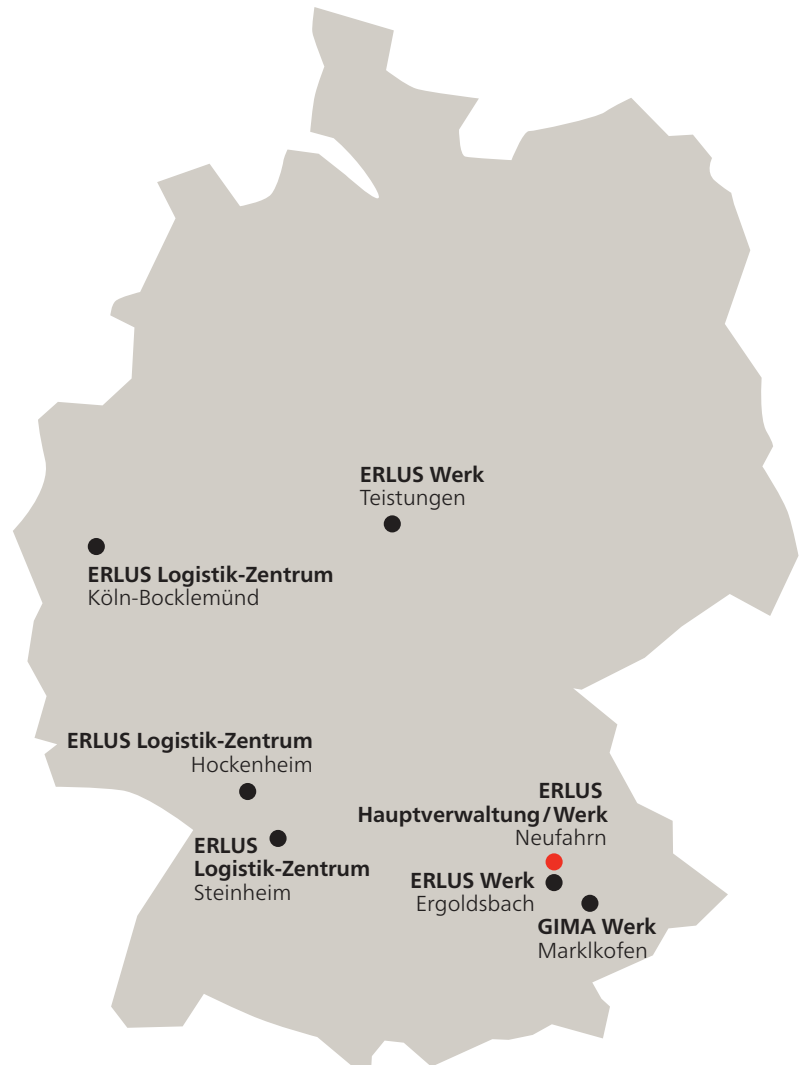 ERLUS Werk
Teistungen
ERLUS Logistik-Zentrum
Köln-Bocklemünd
ERLUS Logistik-Zentrum
Hockenheim
ERLUS
Logistik-Zentrum
Steinheim
ERLUS
Hauptverwaltung/Werk
Neufahrn
ERLUS Werk
Ergoldsbach
GIMA Werk
Marklkofen